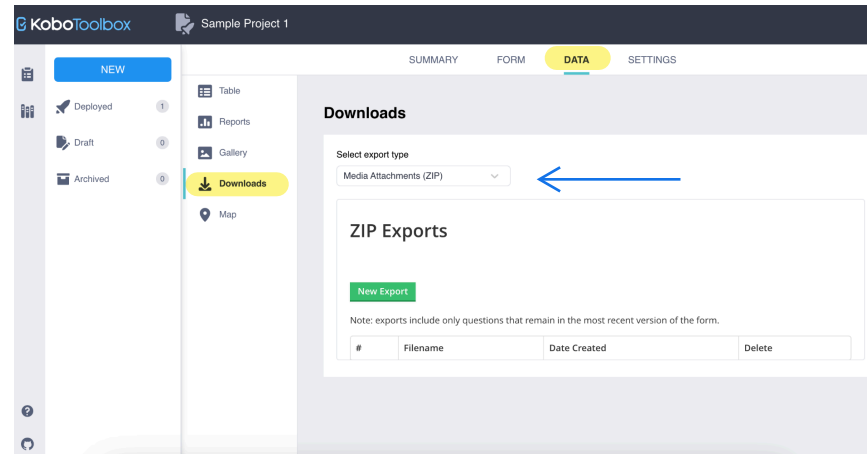 KoboToolbox
Sample Project 1
SUMMARY FORM DATA SETTINGS
NEW
Deployed 1
Draft 0
Archived 0
Table
Reports
Gallery
Downloads
Map
Downloads
Select export type
Media Attachments (ZIP)
ZIP Exports
New Export
Note: exports include only questions that remain in the most recent version of the form.
# Filename Date Created Delete